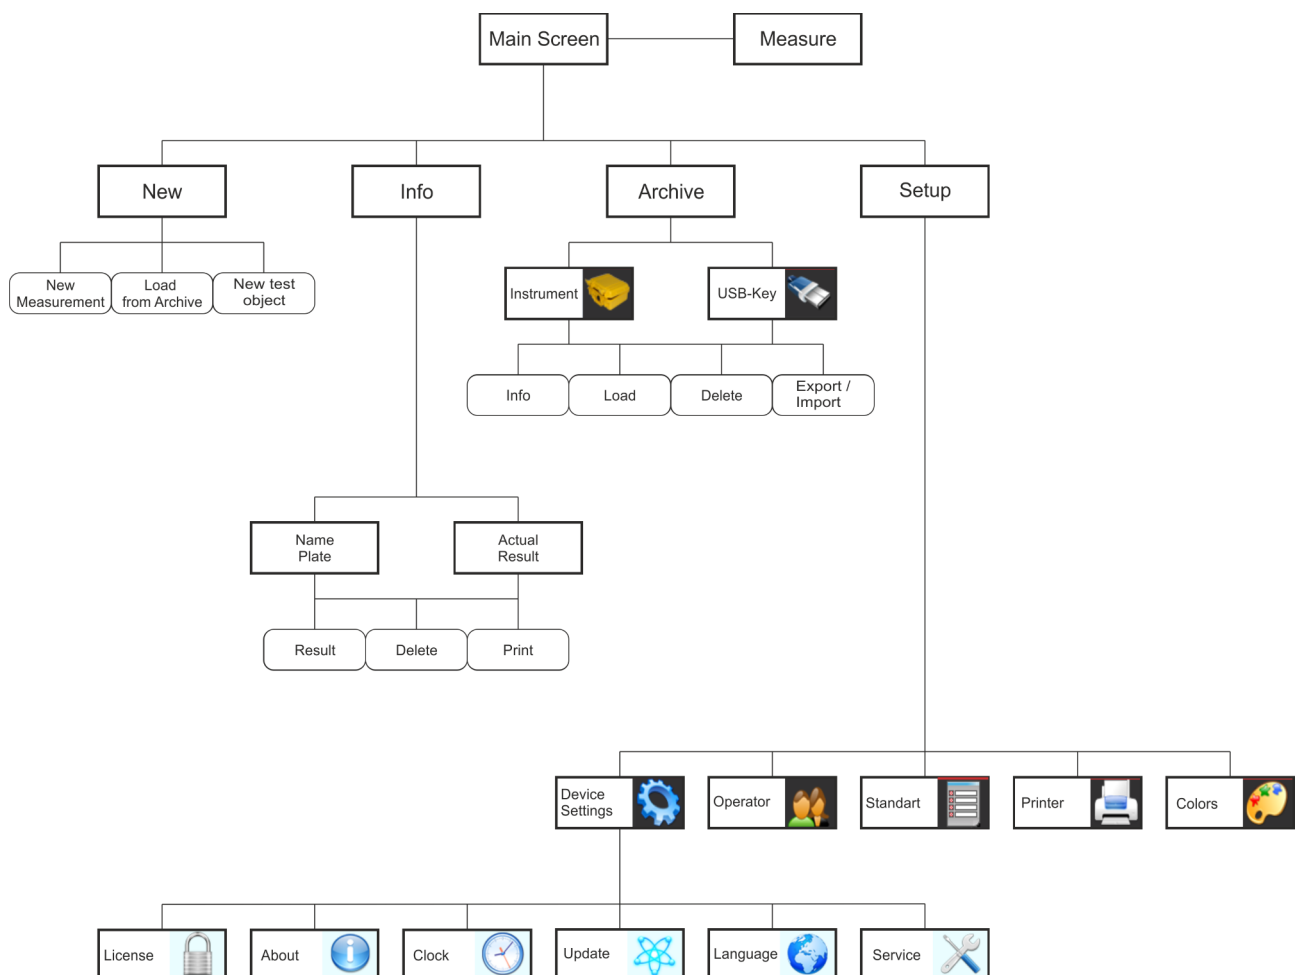 Main Screen
Measure
New
Info
Archive
Setup
New
Measurement
Load
from Archive
New test
object
Instrument
USB-Key
Info
Load
Delete
Export /
Import
Name
Plate
Actual
Result
Result
Delete
Print
Device
Settings
Operator
Standart
Printer
Colors
License
About
Clock
Update
Language
Service